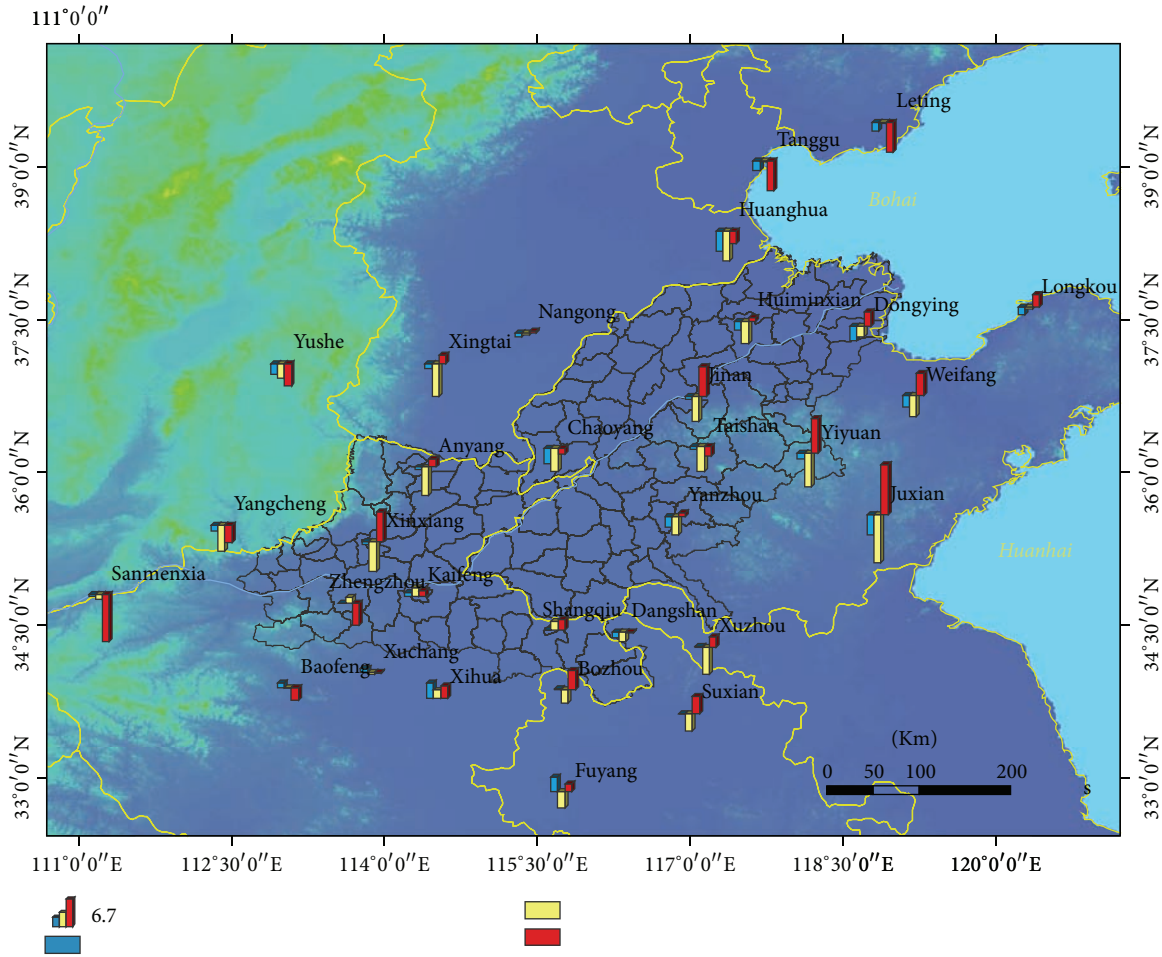 111°0′0″
Leting
Tanggu
Bohai
Huanghua
Longkou
Huiminxian
Dongying
Nangong
Yushe
Xingtai
Jinan
Weifang
Chaoyang
Taishan
Yiyuan
Anyang
Yangcheng
Yanzhou
Juxian
Xinxiang
Huanhai
Sanmenxia
Zhengzhou
Kaifeng
Shangqiu
Dangshan
Xuzhou
Xuchang
Baofeng
Xihua
Bozhou
Suxian
(Km)
Fuyang
0 50 100 200
s
39°0′0″N
37°30′0″N
36°0′0″N
34°30′0″N
33°0′0″N
39°0′0″N
37°30′0″N
36°0′0″N
34°30′0″N
33°0′0″N
111°0′0″E 112°30′0″E 114°0′0″E 115°30′0″E 117°0′0″E 118°30′0″E 120°0′0″E
6.7